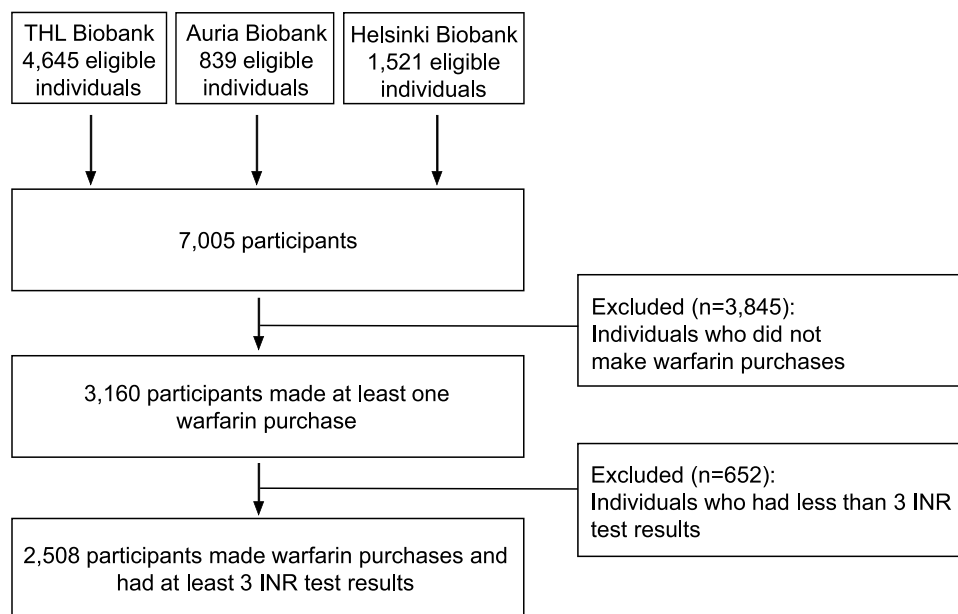 THL Biobank
4,645 eligible
individuals
Auria Biobank
839 eligible
individuals
Helsinki Biobank
1,521 eligible
individuals
7,005 participants
Excluded (n=3,845):
Individuals who did not
make warfarin purchases
3,160 participants made at least one
warfarin purchase
Excluded (n=652):
Individuals who had less than 3 INR
test results
2,508 participants made warfarin purchases and
had at least 3 INR test results